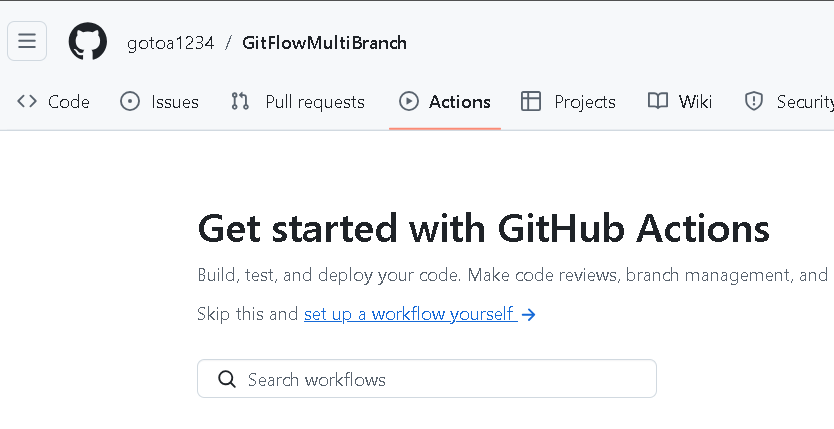 gotoa1234 / GitFlowMultiBranch
Code Issues Pull requests Actions Projects Wiki Security
Get started with GitHub Actions
Build, test, and deploy your code. Make code reviews, branch management, and
Skip this and set up a workflow yourself →
Search workflows